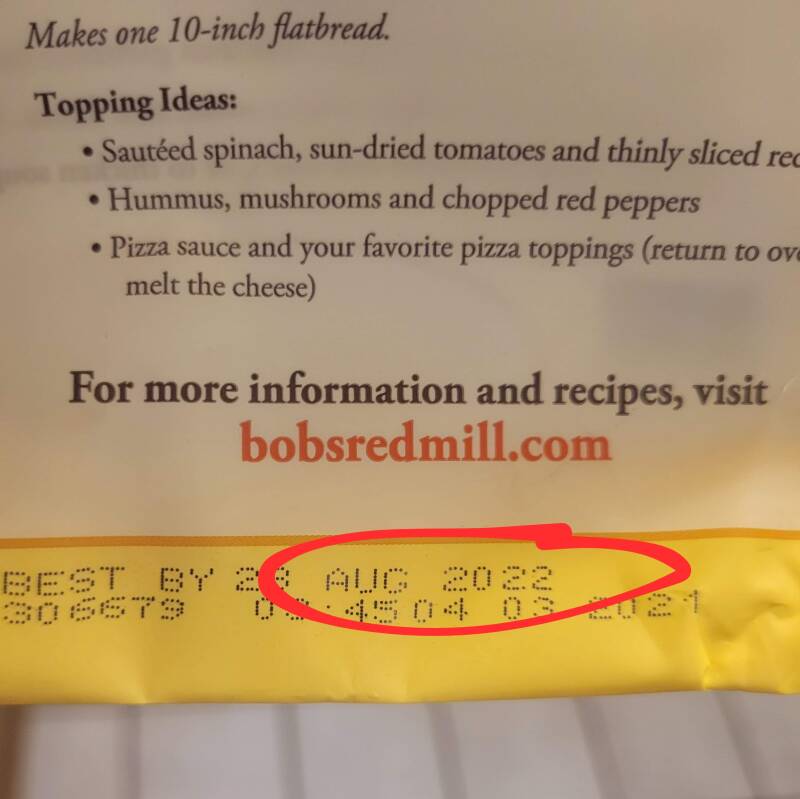 Makes one 10-inch flatbread.
Topping Ideas:
• Sautéed spinach, sun-dried tomatoes and thinly sliced
• Hummus, mushrooms and chopped red peppers
• Pizza sauce and your favorite pizza toppings (return to
melt the cheese)
For more information and recipes, visit
bobsredmill.com
BEST BY 28 AUG 2022
306679 :45 04 03 2021